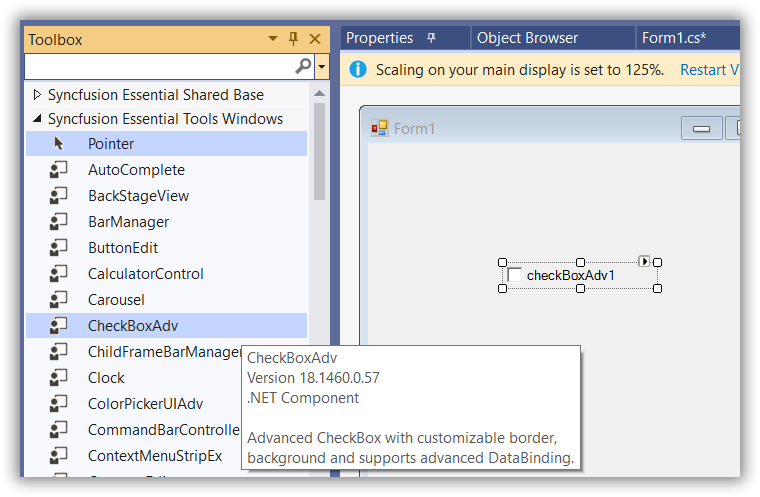 Toolbox
Syncfusion Essential Shared Base
Syncfusion Essential Tools Windows
Pointer
AutoComplete
BackStageView
BarManager
ButtonEdit
CalculatorControl
Carousel
CheckBoxAdv
ChildFrameBarManager
Clock
ColorPickerUIAdv
CommandBarControlle
ContextMenuStripEx
Properties
Object Browser
Form1.cs*
Scaling on your main display is set to 125%. Restart V
Form1
checkBoxAdv1
CheckBoxAdv
Version 18.1460.0.57
.NET Component
Advanced CheckBox with customizable border,
background and supports advanced DataBinding.